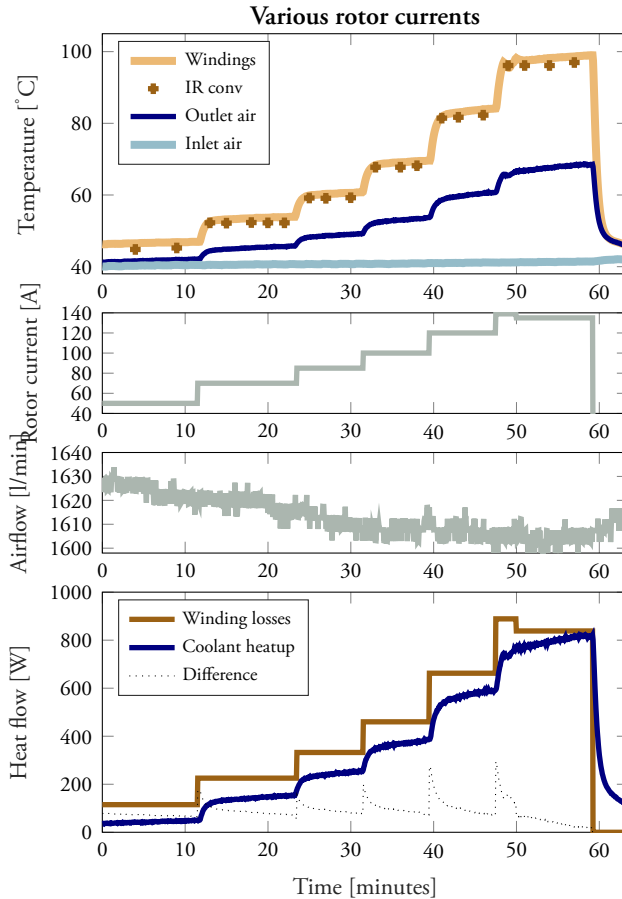 Various rotor currents
Temperature [°C]
100
80
60
40
Windings
IR conv
Outlet air
Inlet air
0 10 20 30 40 50 60
Rotor current [A]
140
120
100
80
60
40
0 10 20 30 40 50 60
Airflow [l/min]
1630
1620
1610
1600
0 10 20 30 40 50 60
Heat flow [W]
1000
800
600
400
200
0
Winding losses
Coolant heatup
Difference
0 10 20 30 40 50 60
Time [minutes]